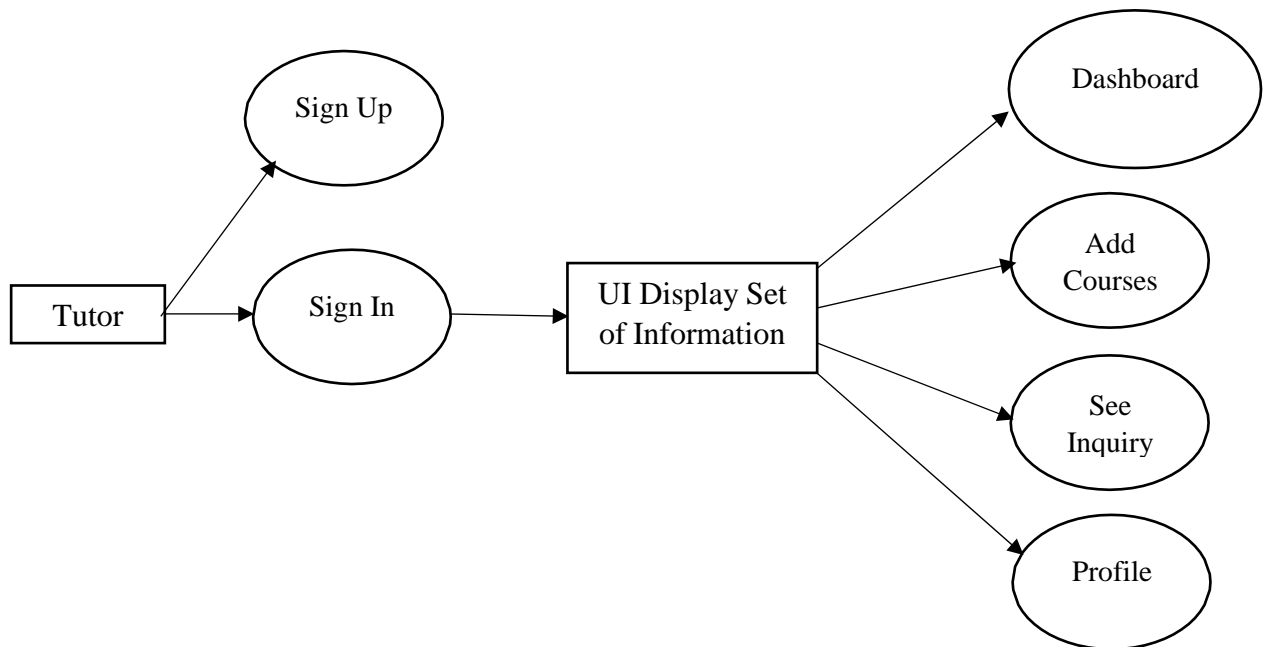 Sign Up
Tutor
Sign In
UI Display Set
of Information
Dashboard
Add
Courses
See
Inquiry
Profile